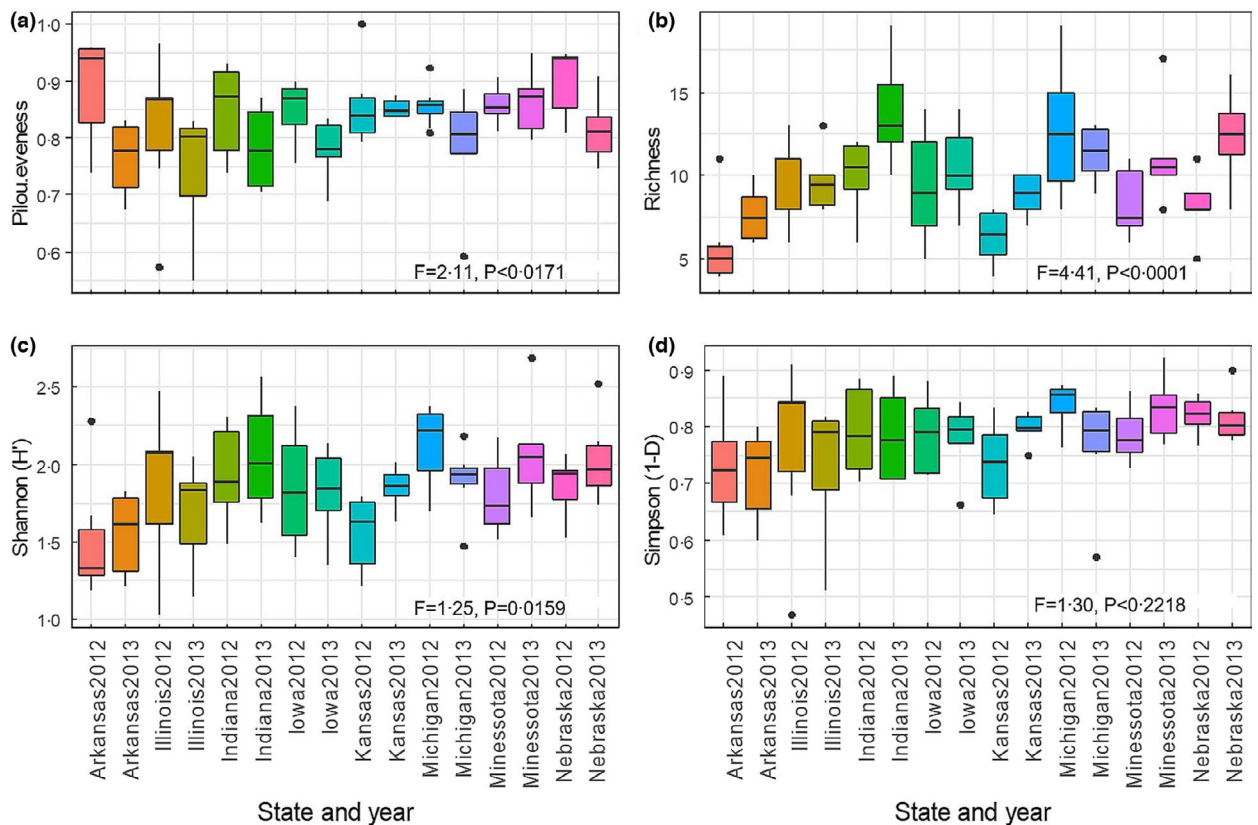 (a)
Pilou.eveness
1·0
0·9
0·8
0·7
0·6
F=2·11, P<0·0171
(b)
Richness
15
10
5
F=4·41, P<0·0001
(c)
Shannon (H')
2·5
2·0
1·5
1·0
F=1·25, P=0·0159
Arkansas2012
Arkansas2013
Illinois2012
Illinois2013
Indiana2012
Indiana2013
Iowa2012
Iowa2013
Kansas2012
Kansas2013
Michigan2012
Michigan2013
Minessota2012
Minessota2013
Nebraska2012
Nebraska2013
State and year
(d)
Simpson (1-D)
0·9
0·8
0·7
0·6
0·5
F=1·30, P<0·2218
Arkansas2012
Arkansas2013
Illinois2012
Illinois2013
Indiana2012
Indiana2013
Iowa2012
Iowa2013
Kansas2012
Kansas2013
Michigan2012
Michigan2013
Minessota2012
Minessota2013
Nebraska2012
Nebraska2013
State and year